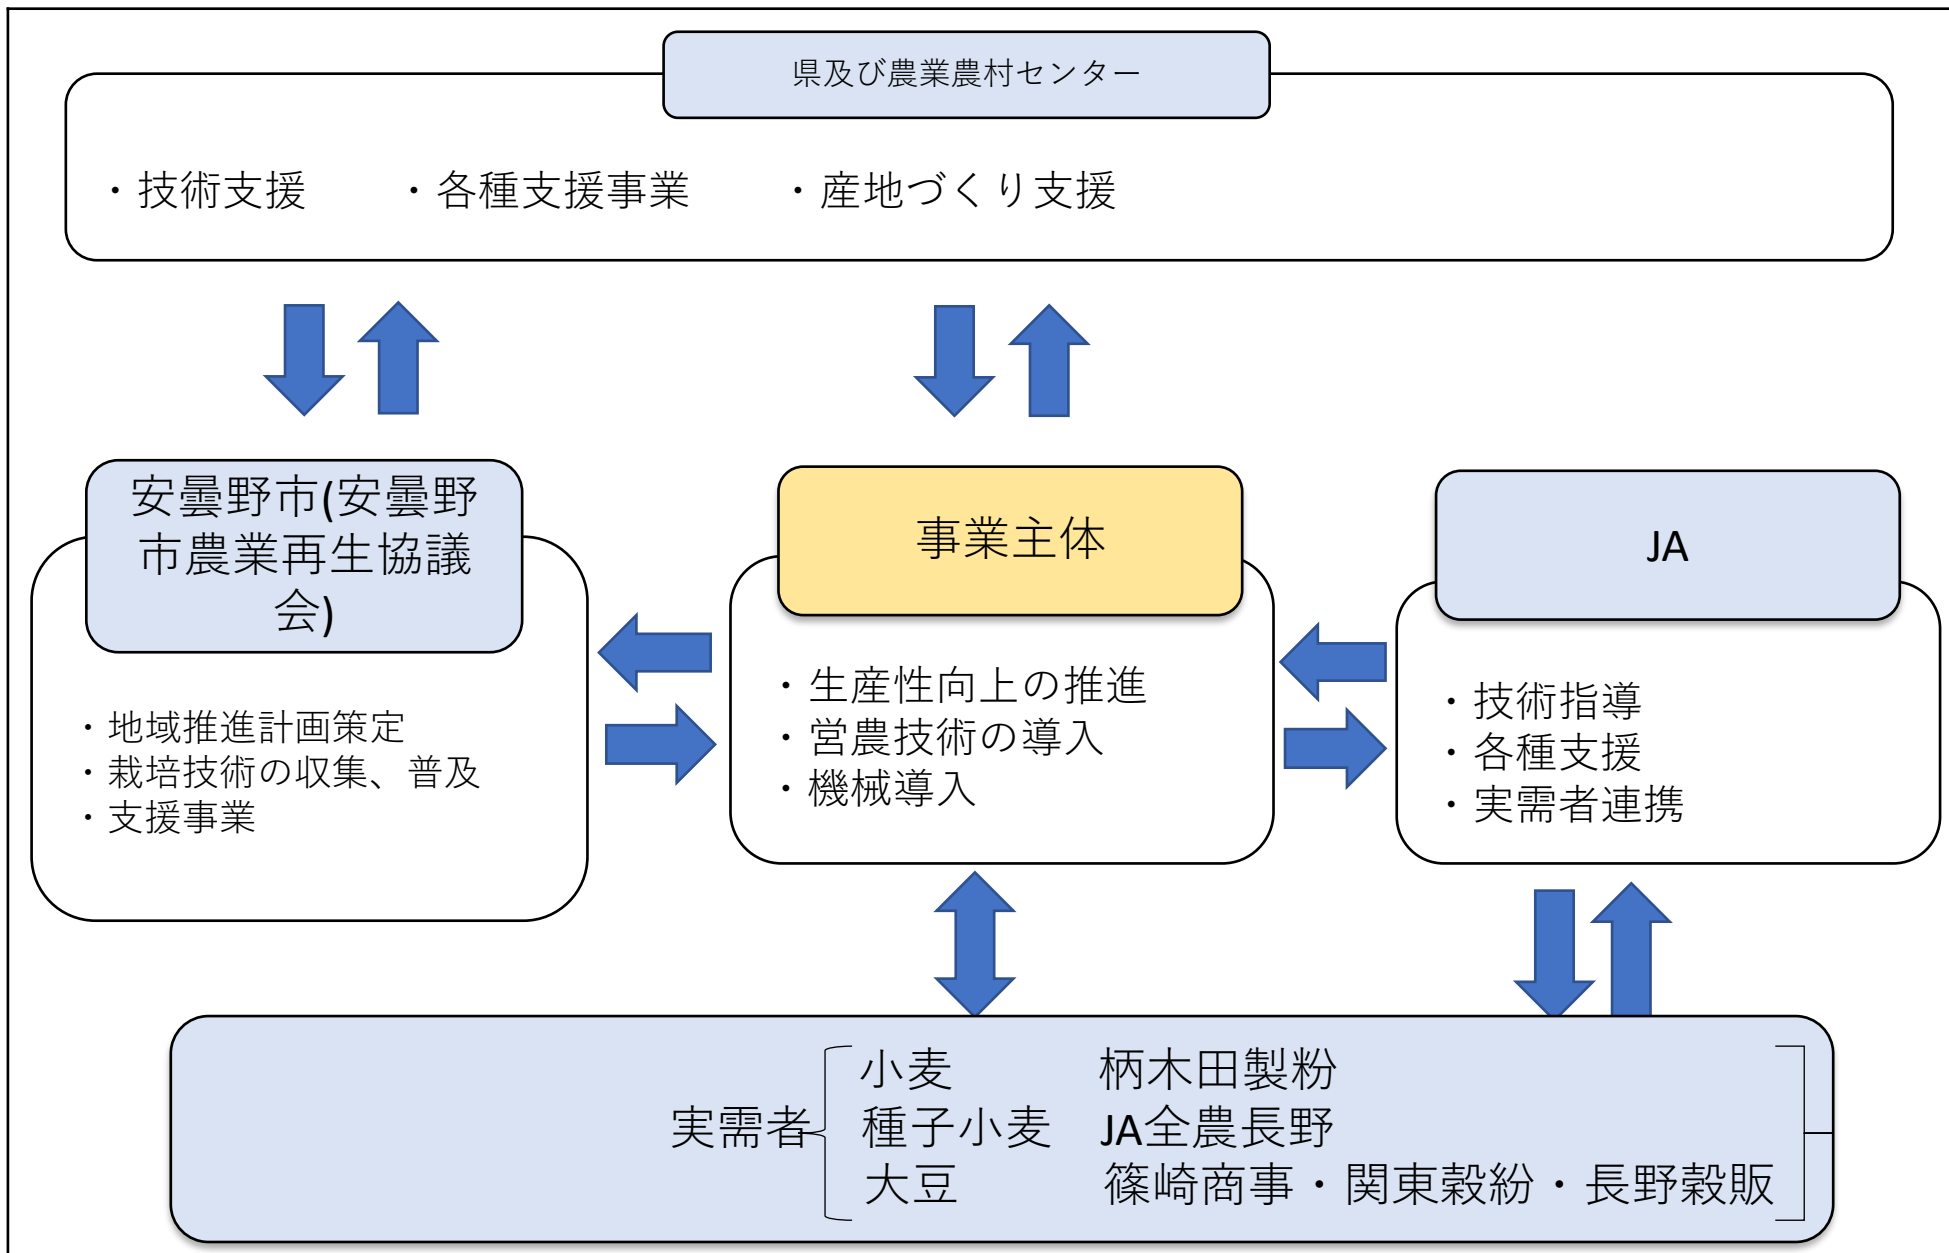 県及び農業農村センター
・技術支援　　・各種支援事業　　・産地づくり支援
安曇野市(安曇野
市農業再生協議
会)
・地域推進計画策定
・栽培技術の収集、普及
・支援事業
事業主体
・生産性向上の推進
・営農技術の導入
・機械導入
JA
・技術指導
・各種支援
・実需者連携
実需者
小麦　　　柄木田製粉
種子小麦　JA全農長野
大豆　　　篠崎商事・関東穀紛・長野穀販